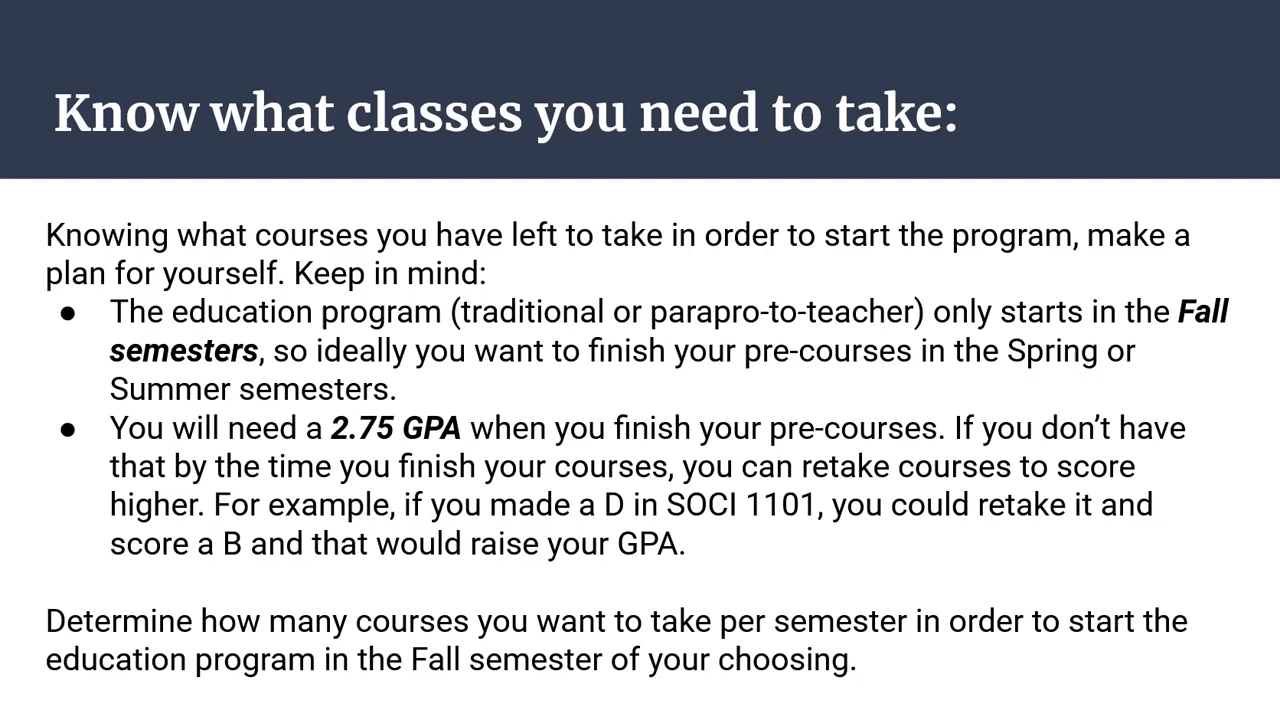 Know what classes you need to take:
Knowing what courses you have left to take in order to start the program, make a
plan for yourself. Keep in mind:
● The education program (traditional or parapro-to-teacher) only starts in the Fall
semesters, so ideally you want to finish your pre-courses in the Spring or
Summer semesters.
● You will need a 2.75 GPA when you finish your pre-courses. If you don’t have
that by the time you finish your courses, you can retake courses to score
higher. For example, if you made a D in SOCI 1101, you could retake it and
score a B and that would raise your GPA.
Determine how many courses you want to take per semester in order to start the
education program in the Fall semester of your choosing.